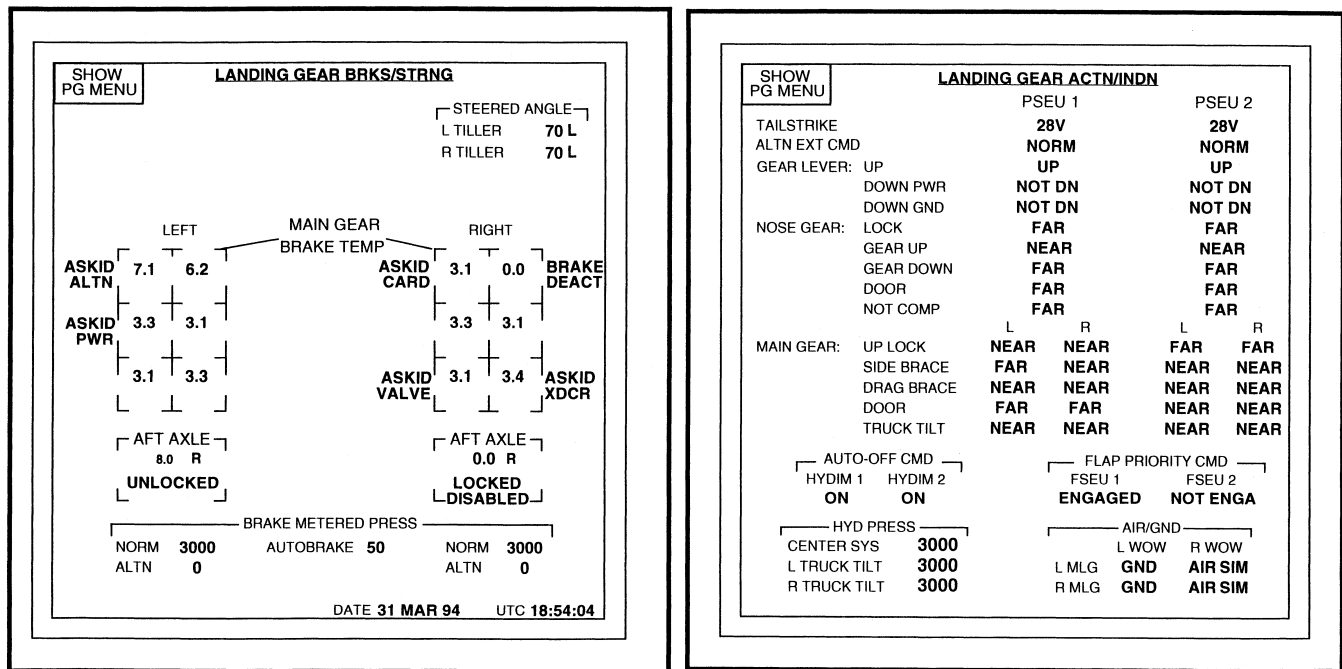 SHOW
PG MENU
LANDING GEAR BRKS/STRNG
STEERED ANGLE
L TILLER 70 L
R TILLER 70 L
LEFT MAIN GEAR RIGHT
BRAKE TEMP
ASKID 7.1 6.2 ASKID 3.1 0.0 BRAKE
ALTN CARD DEACT
ASKID 3.3 3.1 3.3 3.1
PWR
3.1 3.3 ASKID 3.1 3.4 ASKID
VALVE XDCR
AFT AXLE AFT AXLE
8.0 R 0.0 R
UNLOCKED LOCKED
DISABLED
BRAKE METERED PRESS
NORM 3000 AUTOBRAKE 50 NORM 3000
ALTN 0 ALTN 0
DATE 31 MAR 94 UTC 18:54:04
SHOW
PG MENU
LANDING GEAR ACTN/INDN
PSEU 1 PSEU 2
TAILSTRIKE 28V 28V
ALTN EXT CMD NORM NORM
GEAR LEVER: UP UP UP
DOWN PWR NOT DN NOT DN
DOWN GND NOT DN NOT DN
NOSE GEAR: LOCK FAR FAR
GEAR UP NEAR NEAR
GEAR DOWN FAR FAR
DOOR FAR FAR
NOT COMP FAR FAR
L R L R
MAIN GEAR: UP LOCK NEAR NEAR FAR FAR
SIDE BRACE FAR NEAR NEAR NEAR
DRAG BRACE NEAR NEAR NEAR NEAR
DOOR FAR FAR NEAR NEAR
TRUCK TILT NEAR NEAR NEAR NEAR
AUTO-OFF CMD FLAP PRIORITY CMD
HYDIM 1 HYDIM 2 FSEU 1 FSEU 2
ON ON ENGAGED NOT ENGA
HYD PRESS AIR/GND
CENTER SYS 3000 L WOW R WOW
L TRUCK TILT 3000 L MLG GND AIR SIM
R TRUCK TILT 3000 R MLG GND AIR SIM